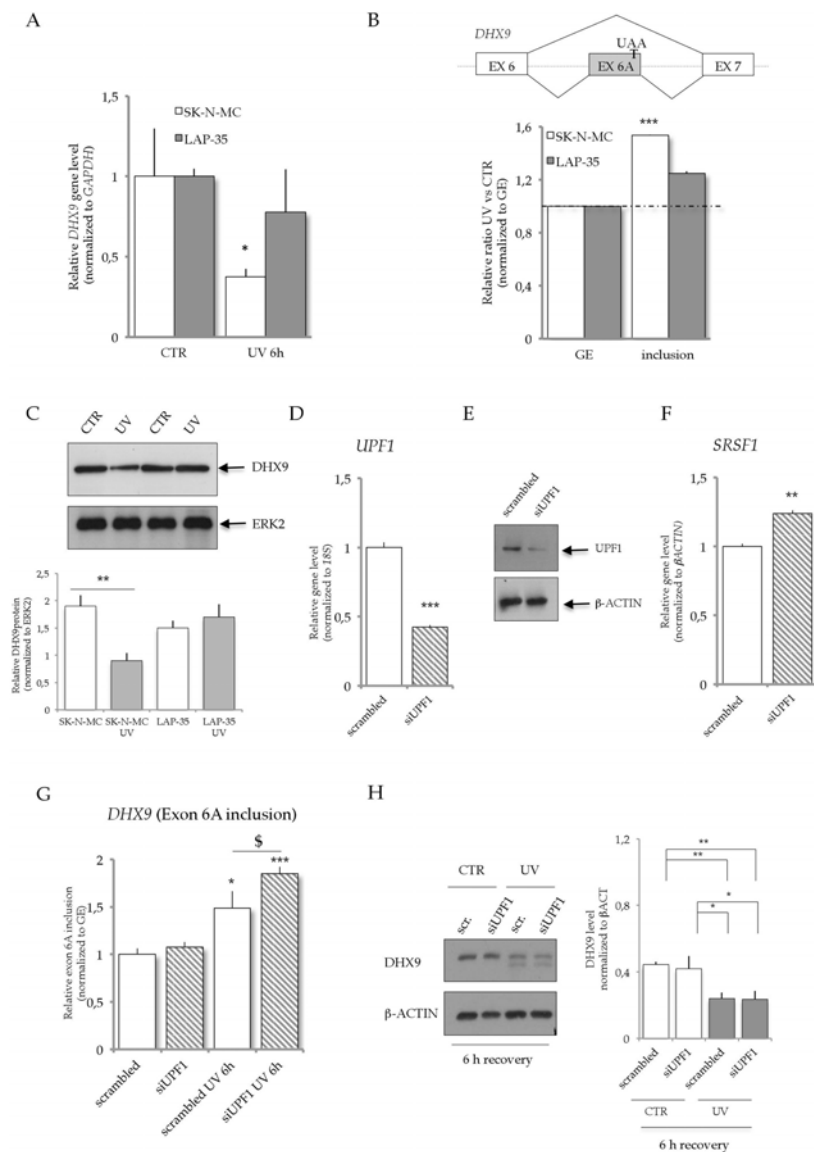 A
Relative DHX9 gene level
(normalized to GAPDH)
SK-N-MC
LAP-35
1,5
1
0,5
0
*
CTR
UV 6h
B
DHX9
UAA
EX 6
EX 6A
EX 7
Relative ratio UV vs CTR
(normalized to GE)
SK-N-MC
LAP-35
***
1,6
1,2
0,8
0,4
0
GE
inclusion
C
CTR
UV
CTR
UV
DHX9
ERK2
Relative DHX9protein
(normalized to ERK2)
2,5
2
1,5
1
0,5
0
**
SK-N-MC
SK-N-MC
UV
LAP-35
LAP-35
UV
D
UPF1
Relative gene level
(normalized to 18S)
1,5
1
0,5
0
***
scrambled
siUPF1
E
scrambled
siUPF1
UPF1
β-ACTIN
F
SRSF1
Relative gene level
(normalized to βACTIN)
1,5
1
0,5
0
**
scrambled
siUPF1
G
DHX9 (Exon 6A inclusion)
Relative exon 6A inclusion
(normalized to GE)
2
1,5
1
0,5
0
*
$
***
scrambled
siUPF1
scrambled UV 6h
siUPF1 UV 6h
H
CTR
UV
scr.
siUPF1
scr.
siUPF1
DHX9
β-ACTIN
6 h recovery
DHX9 level
normalized to βACT
1,2
0,8
0,4
0
**
**
*
*
scrambled
siUPF1
scrambled
siUPF1
CTR
UV
6 h recovery